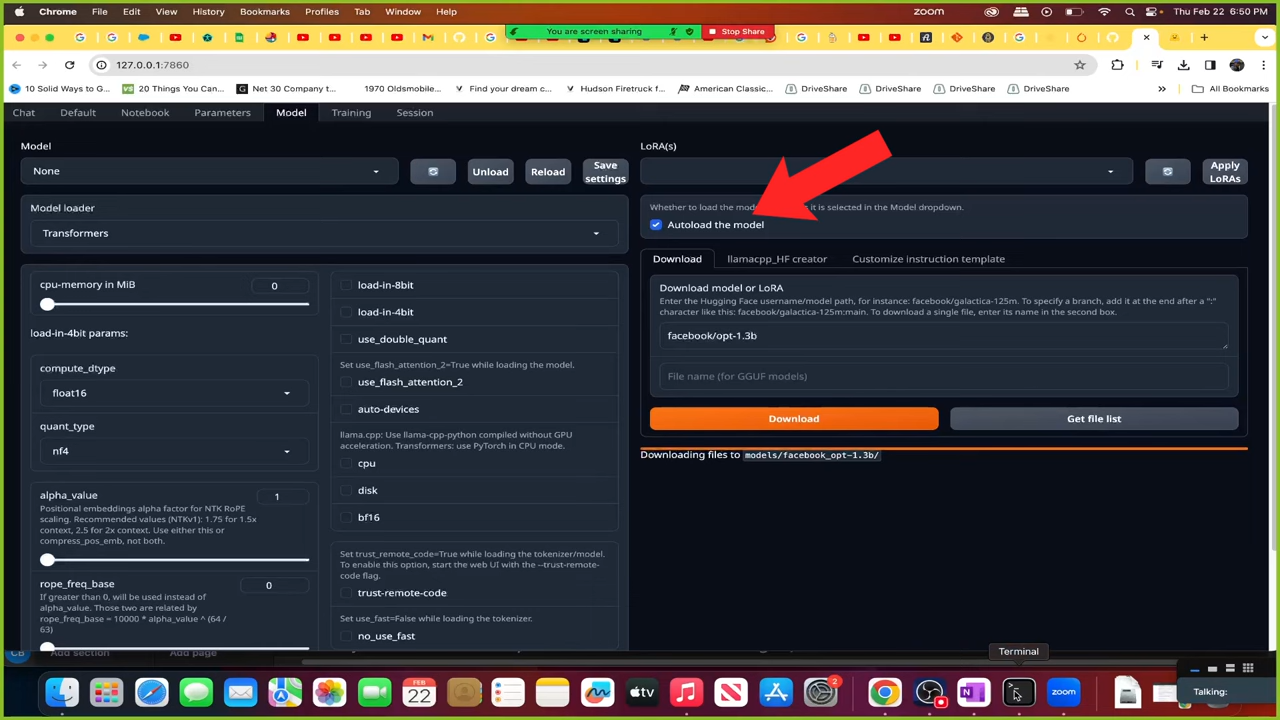 Chrome File Edit View History Bookmarks Profiles Tab Window Help zoom Thu Feb 22 6:50 PM
You are screen sharing Stop Share
127.0.0.1:7860
10 Solid Ways to G... 20 Things You Can... Net 30 Company t... 1970 Oldsmobile... Find your dream c... Hudson Firetruck f... American Classic... DriveShare DriveShare DriveShare DriveShare » All Bookmarks
Chat Default Notebook Parameters Model Training Session
Model
None
Unload
Reload
Save settings
LoRA(s)
Apply LoRAs
Model loader
Transformers
Whether to load the it is selected in the Model dropdown.
Autoload the model
cpu-memory in MiB
0
load-in-4bit params:
compute_dtype
float16
quant_type
nf4
alpha_value
1
Positional embeddings alpha factor for NTK RoPE
scaling. Recommended values (NTKv1): 1.75 for 1.5x
context, 2.5 for 2x context. Use either this or
compress_pos_emb, not both.
rope_freq_base
0
If greater than 0, will be used instead of
alpha_value. Those two are related by
rope_freq_base = 10000 * alpha_value ^ (64 /
63)
load-in-8bit
load-in-4bit
use_double_quant
Set use_flash_attention_2=True while loading the model.
use_flash_attention_2
auto-devices
llama.cpp: Use llama-cpp-python compiled without GPU
acceleration. Transformers: use PyTorch in CPU mode.
cpu
disk
bf16
Set trust_remote_code=True while loading the tokenizer/model.
To enable this option, start the web UI with the --trust-remote-
code flag.
trust-remote-code
Set use_fast=False while loading the tokenizer.
no_use_fast
Download llamacpp_HF creator Customize instruction template
Download model or LoRA
Enter the Hugging Face username/model path, for instance: facebook/galactica-125m. To specify a branch, add it at the end after a ":"
character like this: facebook/galactica-125m:main. To download a single file, enter its name in the second box.
facebook/opt-1.3b
File name (for GGUF models)
Download
Get file list
Downloading files to models/facebook_opt-1.3b/
CB Add section Add page
Terminal
FEB
22
tv
2
zoom
Talking: